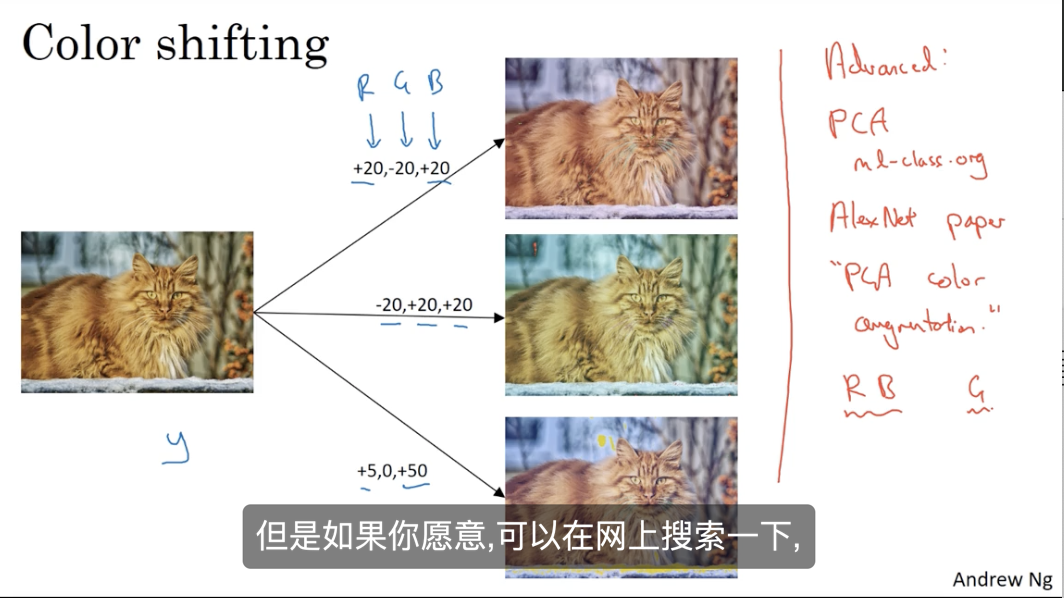 Color shifting
R G B
+20,-20,+20
-20,+20,+20
+5,0,+50
y
Advanced:
PCA
ml-class.org
AlexNet paper
"PCA color
augmentation."
R B G
但是如果你愿意,可以在网上搜索一下,
Andrew Ng